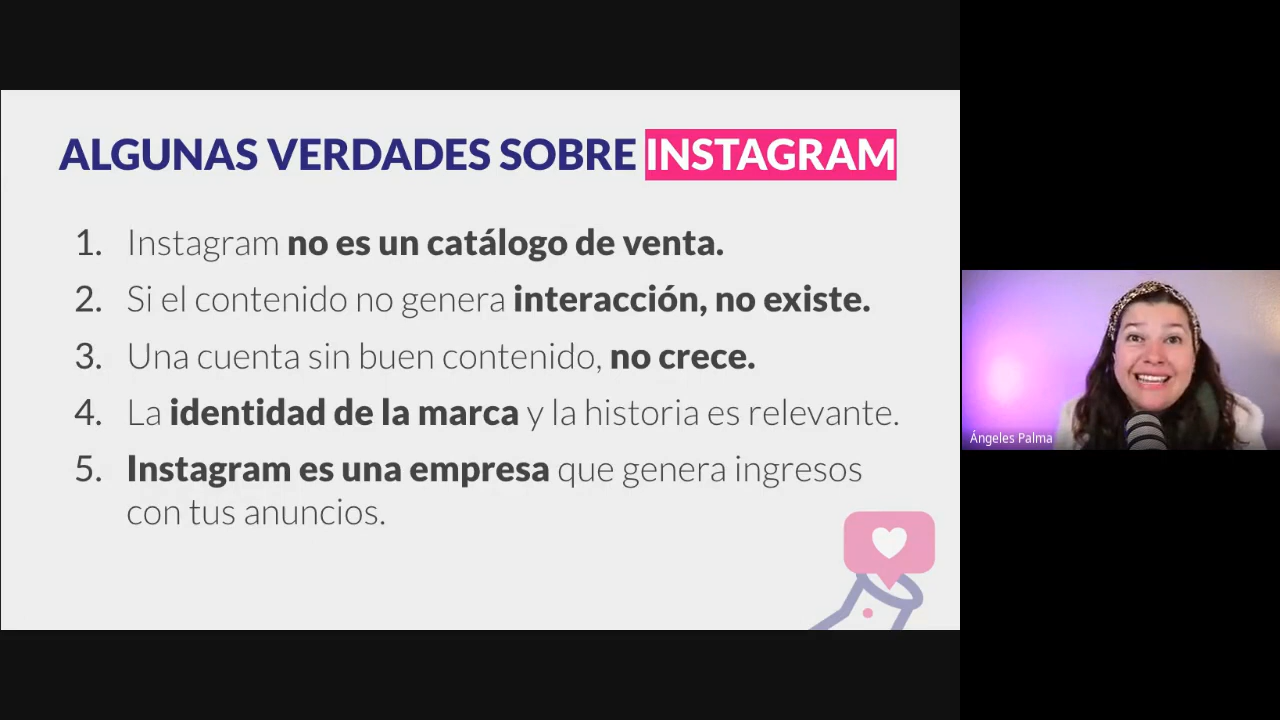 ALGUNAS VERDADES SOBRE INSTAGRAM
1. Instagram no es un catálogo de venta.
2. Si el contenido no genera interacción, no existe.
3. Una cuenta sin buen contenido, no crece.
4. La identidad de la marca y la historia es relevante.
5. Instagram es una empresa que genera ingresos
con tus anuncios.
Ángeles Palma